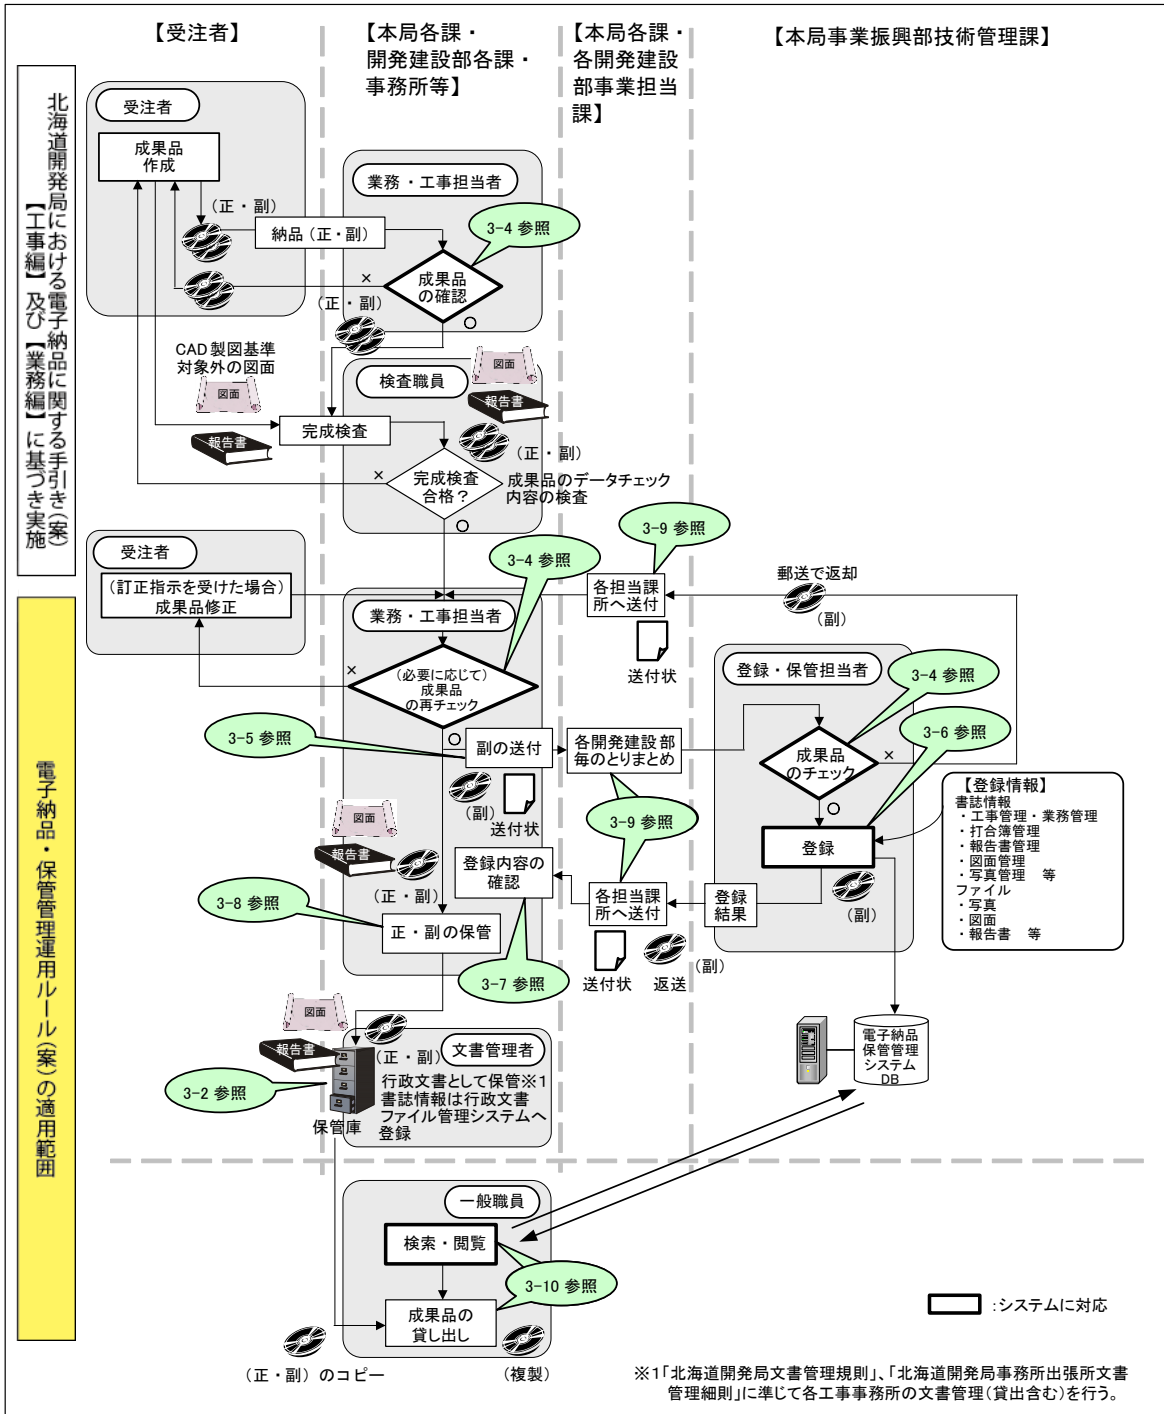 【受注者】
【本局各課・
開発建設部各課・
事務所等】
【本局各課・
各開発建設
部事業担当
課】
【本局事業振興部技術管理課】
北海道開発局における電子納品に関する手引き(案)
【工事編】及び【業務編】に基づき実施
受注者
成果品
作成
(正・副)
納品(正・副)
業務・工事担当者
3-4 参照
成果品
の確認
×
(正・副)
○
CAD製図基準
対象外の図面
図面
報告書
検査職員
図面
報告書
完成検査
(正・副)
完成検査
合格?
×
成果品のデータチェック
内容の検査
○
電子納品・保管管理運用ルール(案)の適用範囲
受注者
(訂正指示を受けた場合)
成果品修正
3-4 参照
3-9 参照
各担当課
所へ送付
送付状
郵送で返却
(副)
業務・工事担当者
×
(必要に応じて)
成果品
の再チェック
○
3-5 参照
副の送付
(副)
送付状
各開発建設部
毎のとりまとめ
3-9 参照
登録・保管担当者
3-4 参照
3-6 参照
成果品
のチェック
×
○
登録
(副)
【登録情報】
書誌情報
・工事管理・業務管理
・打合簿管理
・報告書管理
・図面管理
・写真管理 等
ファイル
・写真
・図面
・報告書 等
登録
結果
各担当課
所へ送付
送付状
返送
(副)
登録内容の
確認
3-7 参照
図面
報告書
(正・副)
3-8 参照
正・副の保管
図面
報告書
(正・副)
文書管理者
行政文書として保管※1
書誌情報は行政文書
ファイル管理システムへ
登録
3-2 参照
保管庫
電子納品
保管管理
システム
DB
一般職員
検索・閲覧
3-10 参照
成果品の
貸し出し
(正・副)のコピー
(複製)
:システムに対応
※1「北海道開発局文書管理規則」、「北海道開発局事務所出張所文書
管理細則」に準じて各工事事務所の文書管理(貸出含む)を行う。